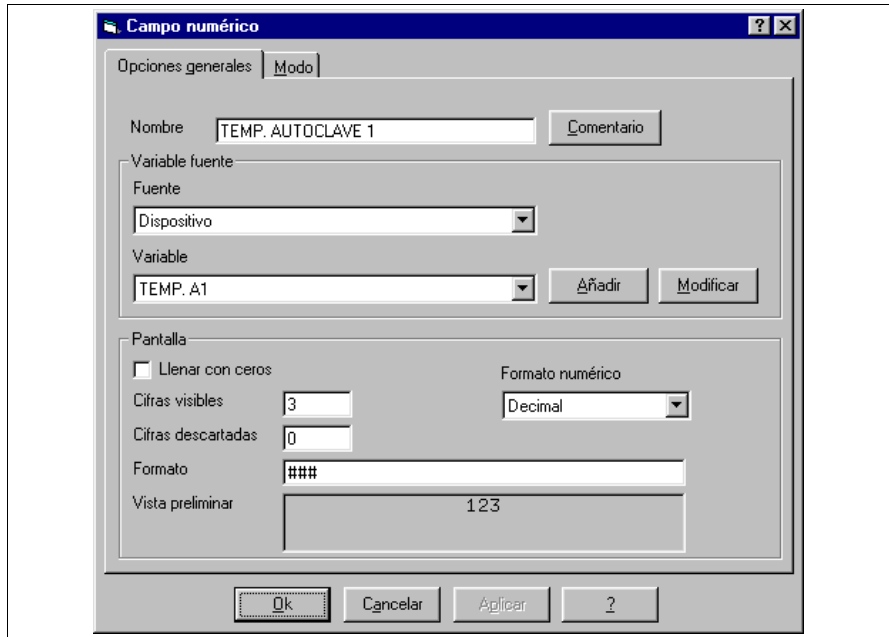 Campo numérico
Opciones generales Modo
Nombre TEMP. AUTOCLAVE 1 Comentario
Variable fuente
Fuente
Dispositivo
Variable
TEMP. A1 Añadir Modificar
Pantalla
Llenar con ceros
Formato numérico
Cifras visibles 3 Decimal
Cifras descartadas 0
Formato ###
Vista preliminar 123
Ok Cancelar Aplicar ?